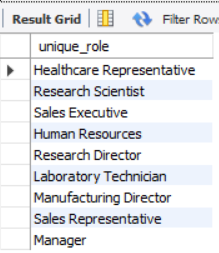 Result Grid Filter Rows
unique_role
Healthcare Representative
Research Scientist
Sales Executive
Human Resources
Research Director
Laboratory Technician
Manufacturing Director
Sales Representative
Manager